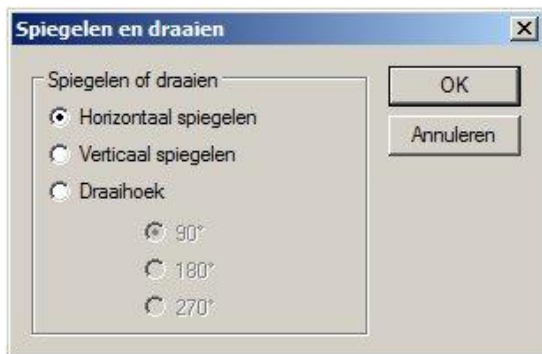 Spiegelen en draaien
Spiegelen of draaien
Horizontaal spiegelen
Verticaal spiegelen
Draaihoek
90°
180°
270°
OK
Annuleren